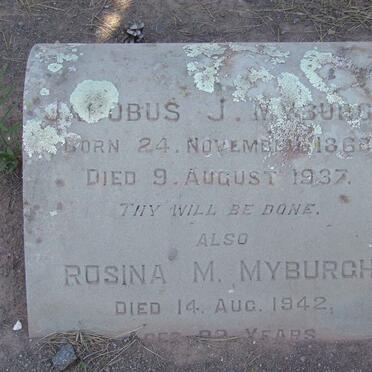 JACOBUS J. MYBURGH
BORN 24. NOVEMBER
DIED 9. AUGUST 1937.
THY WILL BE DONE.
ALSO
ROSINA M. MYBURGH
DIED 14. AUG. 1942,
YEARS